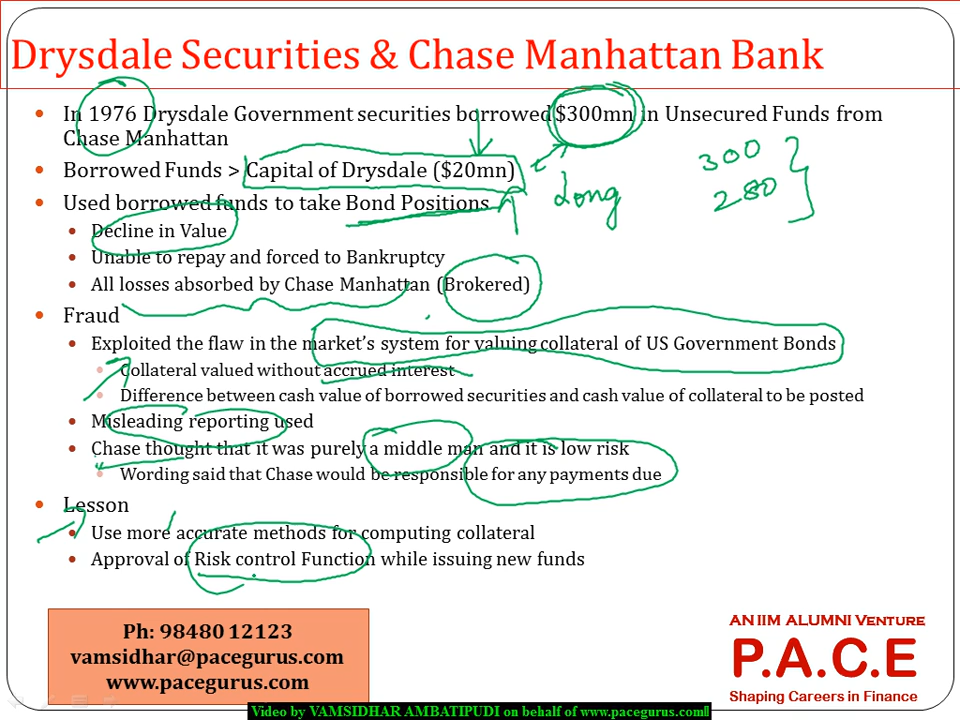 Drysdale Securities & Chase Manhattan Bank
In 1976 Drysdale Government securities borrowed $300mn in Unsecured Funds from
Chase Manhattan
Borrowed Funds > Capital of Drysdale ($20mn)
300
280
Long
Used borrowed funds to take Bond Positions
Decline in Value
Unable to repay and forced to Bankruptcy
All losses absorbed by Chase Manhattan (Brokered)
Fraud
Exploited the flaw in the market's system for valuing collateral of US Government Bonds
Collateral valued without accrued interest
Difference between cash value of borrowed securities and cash value of collateral to be posted
Misleading reporting used
Chase thought that it was purely a middle man and it is low risk
Wording said that Chase would be responsible for any payments due
Lesson
Use more accurate methods for computing collateral
Approval of Risk control Function while issuing new funds
Ph: 98480 12123
vamsidhar@pacegurus.com
www.pacegurus.com
AN IIM ALUMNI VENTURE
P.A.C.E
Shaping Careers in Finance
Video by VAMSIDHAR AMBATIPUDI on behalf of www.pacegurus.com